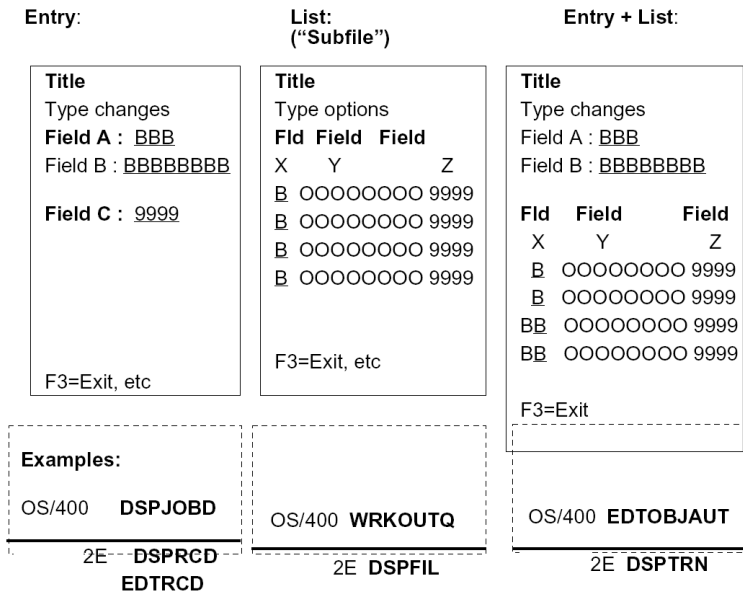 Entry:
Title
Type changes
Field A : BBB
Field B : BBBBBBBB
Field C : 9999
F3=Exit, etc
Examples:
OS/400 DSPJOBD
2E DSPRCD
EDTRCD
List:
("Subfile")
Title
Type options
Fld Field Field
X Y Z
B OOOOOOOO 9999
B OOOOOOOO 9999
B OOOOOOOO 9999
B OOOOOOOO 9999
F3=Exit, etc
OS/400 WRKOUTQ
2E DSPFIL
Entry + List:
Title
Type changes
Field A : BBB
Field B : BBBBBBBB
Fld Field Field
X Y Z
B OOOOOOOO 9999
B OOOOOOOO 9999
BB OOOOOOOO 9999
BB OOOOOOOO 9999
F3=Exit
OS/400 EDTOBJAUT
2E DSPTRN